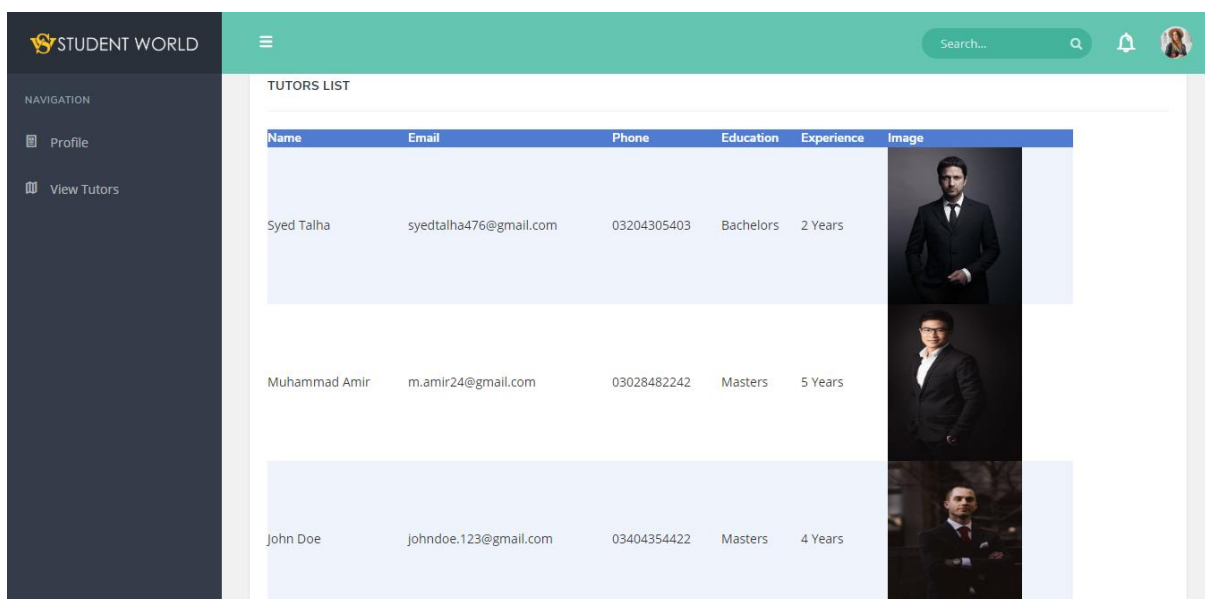 STUDENT WORLD
Search...
NAVIGATION
Profile
View Tutors
TUTORS LIST
Name Email Phone Education Experience Image
Syed Talha syedtalha476@gmail.com 03204305403 Bachelors 2 Years
Muhammad Amir m.amir24@gmail.com 03028482242 Masters 5 Years
John Doe johndoe.123@gmail.com 03404354422 Masters 4 Years